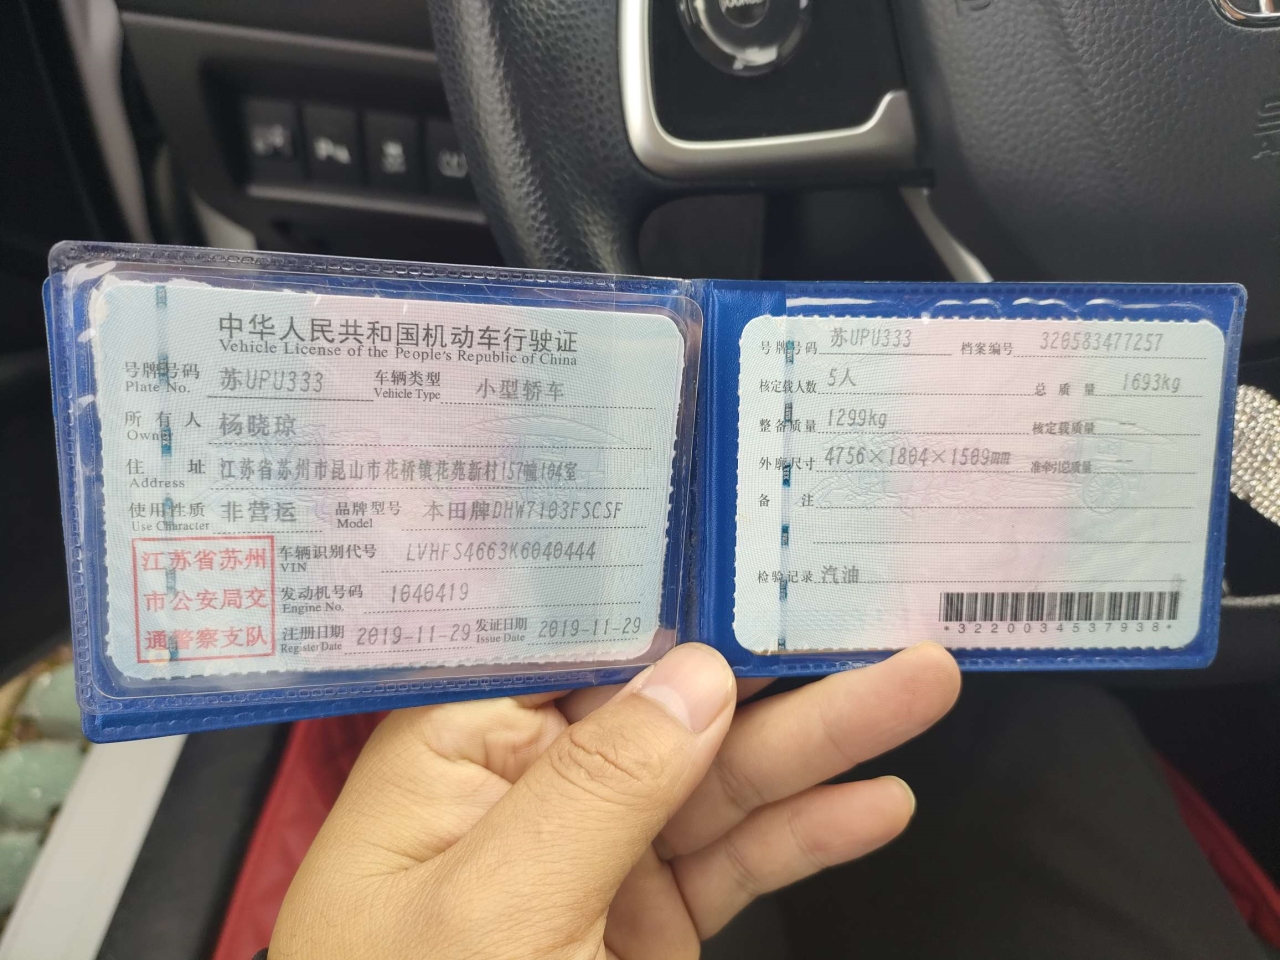 中华人民共和国机动车行驶证
Vehicle License of the People's Republic of China
号牌号码 苏UPU333 车辆类型 小型轿车
Plate No. Vehicle Type
所有人 杨晓琼
Owner
住址 江苏省苏州市昆山市花桥镇花苑新村157幢104室
Address
使用性质 非营运 品牌型号 本田牌DHW7103FSCSF
Use Character Model
江苏省苏州
市公安局交
通警察支队
车辆识别代号 LVHFS4663K6040444
VIN
发动机号码 1040419
Engine No.
注册日期 2019-11-29 发证日期 2019-11-29
Register Date Issue Date
号牌号码 苏UPU333 档案编号 320583477257
核定载人数 5人 总质量 1693kg
整备质量 1299kg 核定载质量 --
外廓尺寸 4756×1804×1509mm 准牵引总质量 --
备注
检验记录 汽油
*3220034537938*